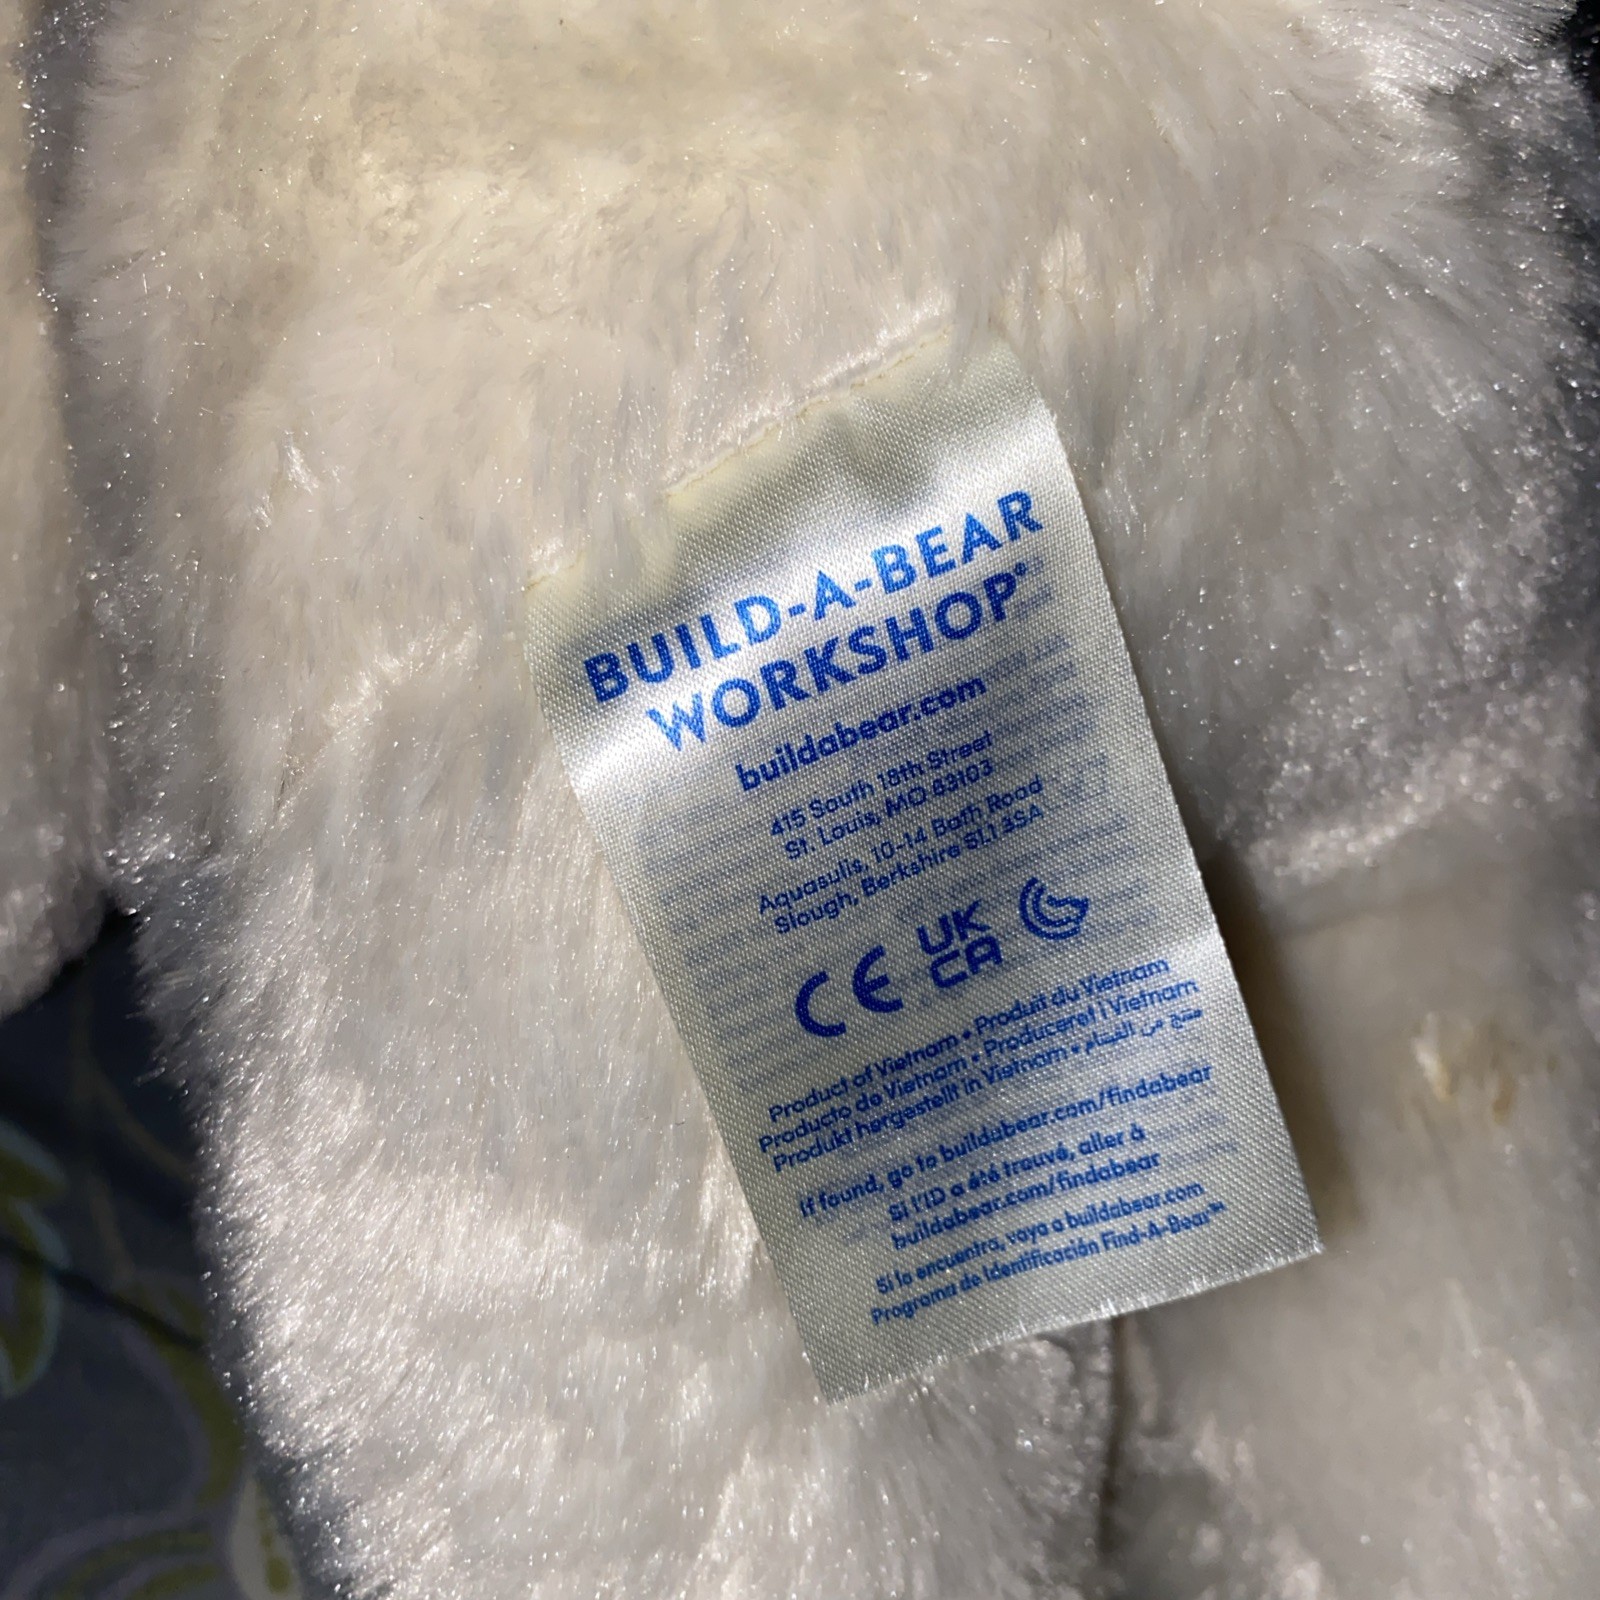 BUILD-A-BEAR
WORKSHOP®
buildabear.com
415 South 18th Street
St. Louis, MO 63103
Aquasulis, 10-14 Bath Road
Slough, Berkshire SL1 3SA
CE UK
CA
Product of Vietnam • Produit du Vietnam
Producto de Vietnam • Produceret i Vietnam
Produkt hergestellt in Vietnam • منتج من الفيتنام
If found, go to buildabear.com/findabear
Si l'ID a été trouvé, aller à
buildabear.com/findabear
Si lo encuentra, vaya a buildabear.com
Programa de Identificación Find-A-Bear™